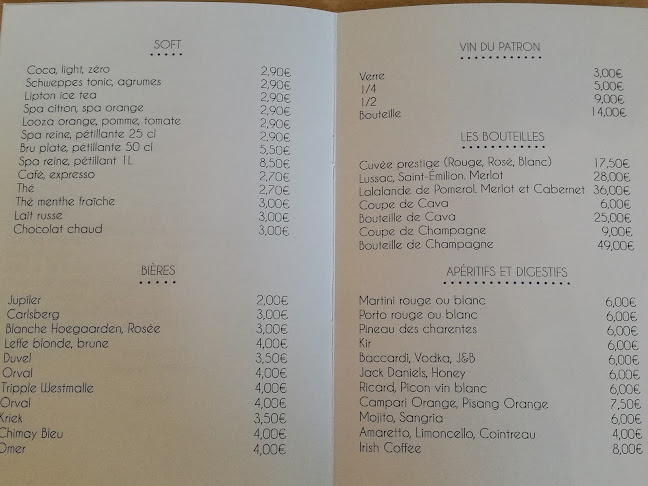 SOFT
Coca, light, zéro 2,90€
Schweppes tonic, agrumes 2,90€
Lipton ice tea 2,90€
Spa citron, spa orange 2,90€
Looza orange, pomme, tomate 2,90€
Spa reine, pétillante 25 cl 2,90€
Bru plate, pétillante 50 cl 5,50€
Spa reine, pétillant 1L 8,50€
Café, expresso 2,70€
Thé 2,70€
Thé menthe fraîche 3,00€
Lait russe 3,00€
Chocolat chaud 3,00€
BIÈRES
Jupiler 2,00€
Carlsberg 3,00€
Blanche Hoegaarden, Rosée 3,00€
Leffe blonde, brune 4,00€
Duvel 3,50€
Orval 4,00€
Tripple Westmalle 4,00€
Orval 4,00€
Kriek 3,50€
Chimay Bleu 4,00€
Omer 4,00€
VIN DU PATRON
Verre 3,00€
1/4 5,00€
1/2 9,00€
Bouteille 14,00€
LES BOUTEILLES
Cuvée prestige (Rouge, Rosé, Blanc) 17,50€
Lussac, Saint-Emilion, Merlot 28,00€
Lalalande de Pomerol, Merlot et Cabernet 36,00€
Coupe de Cava 6,00€
Bouteille de Cava 25,00€
Coupe de Champagne 9,00€
Bouteille de Champagne 49,00€
APÉRITIFS ET DIGESTIFS
Martini rouge ou blanc 6,00€
Porto rouge ou blanc 6,00€
Pineau des charentes 6,00€
Kir 6,00€
Baccardi, Vodka, J&B 6,00€
Jack Daniels, Honey 6,00€
Ricard, Picon vin blanc 6,00€
Campari Orange, Pisang Orange 7,50€
Mojito, Sangria 6,00€
Amaretto, Limoncello, Cointreau 4,00€
Irish Coffee 8,00€